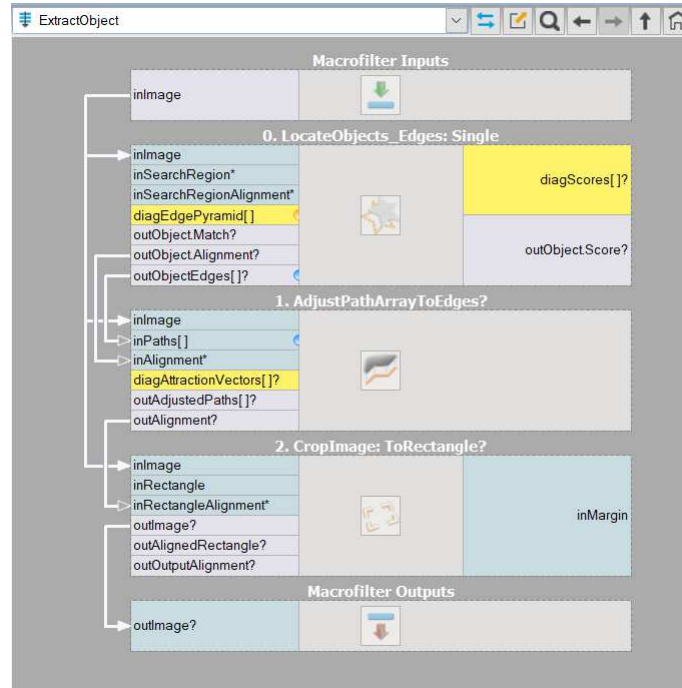 ExtractObject
Macrofilter Inputs
inImage
0. LocateObjects_Edges: Single
inImage
inSearchRegion*
inSearchRegionAlignment*
diagEdgePyramid[ ]
outObject.Match?
outObject.Alignment?
outObjectEdges[ ]?
diagScores[ ]?
outObject.Score?
1. AdjustPathArrayToEdges?
inImage
inPaths[ ]
inAlignment*
diagAttractionVectors[ ]?
outAdjustedPaths[ ]?
outAlignment?
2. CropImage: ToRectangle?
inImage
inRectangle
inRectangleAlignment*
outImage?
outAlignedRectangle?
outOutputAlignment?
inMargin
Macrofilter Outputs
outImage?